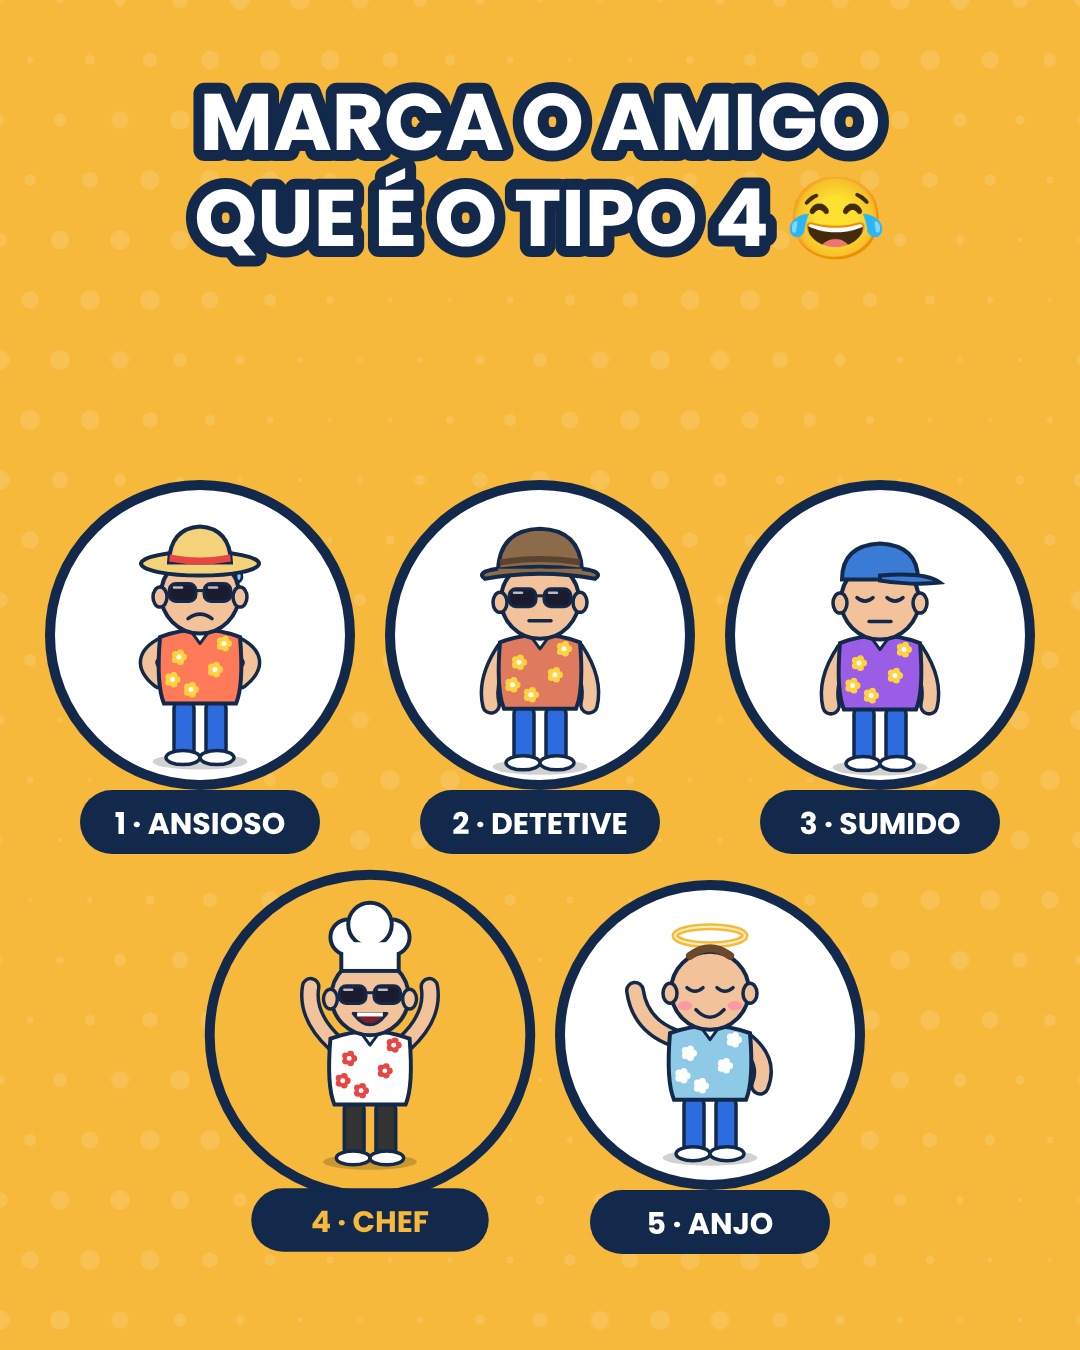 MARCA O AMIGO
QUE É O TIPO 4 😂
1 · ANSIOSO
2 · DETETIVE
3 · SUMIDO
4 · CHEF
5 · ANJO